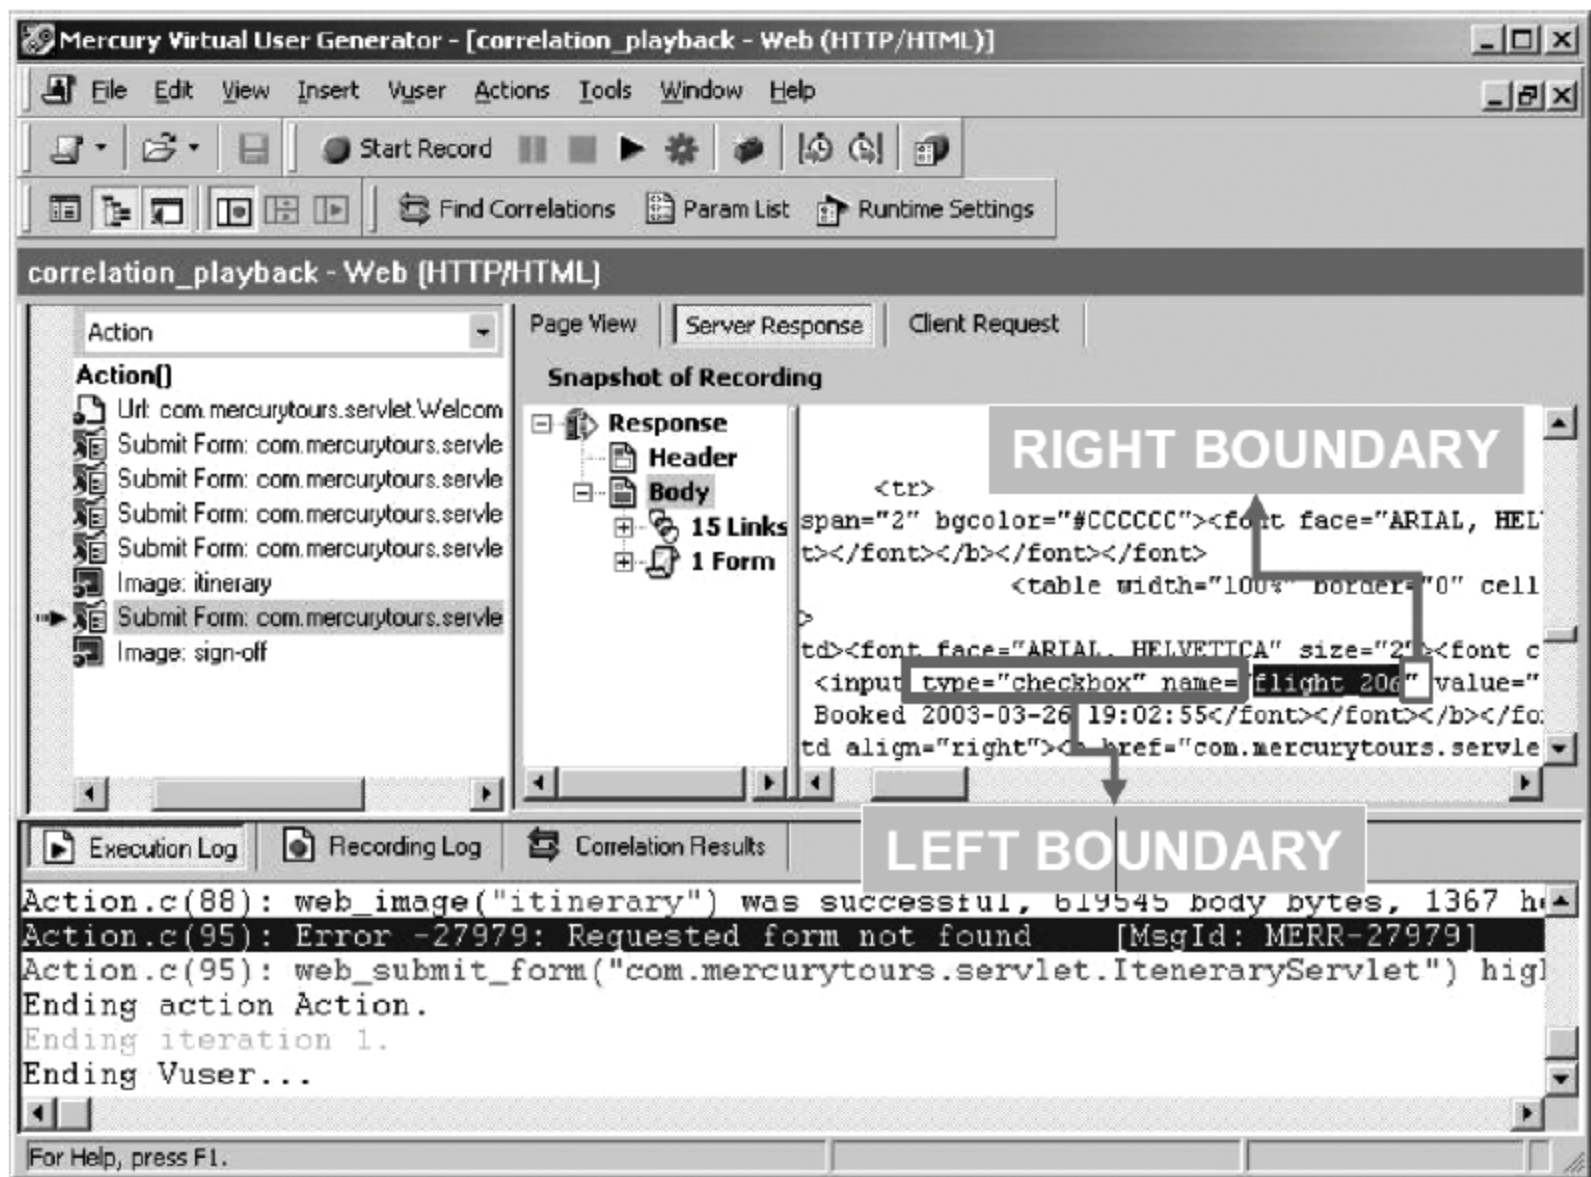 Mercury Virtual User Generator - [correlation_playback - Web (HTTP/HTML)]
File Edit View Insert Vuser Actions Tools Window Help
Start Record
Find Correlations Param List Runtime Settings
correlation_playback - Web (HTTP/HTML)
Action
Action()
Url: com.mercurytours.servlet.Welcom
Submit Form: com.mercurytours.servle
Submit Form: com.mercurytours.servle
Submit Form: com.mercurytours.servle
Submit Form: com.mercurytours.servle
Image: itinerary
Submit Form: com.mercurytours.servle
Image: sign-off
Page View Server Response Client Request
Snapshot of Recording
Response
Header
Body
15 Links
1 Form
RIGHT BOUNDARY
<tr>
span="2" bgcolor="#CCCCCC"><font face="ARIAL, HEL
t></font></b></font></font>
<table width="100%" border="0" cell
>
td><font face="ARIAL, HELVETICA" size="2"><font c
<input type="checkbox" name="flight_206" value="
Booked 2003-03-26 19:02:55</font></font></b></fo
td align="right"><a href="com.mercurytours.servle
LEFT BOUNDARY
Execution Log Recording Log Correlation Results
Action.c(88): web_image("itinerary") was successful, 619545 body bytes, 1367 h
Action.c(95): Error -27979: Requested form not found [MsgId: MERR-27979]
Action.c(95): web_submit_form("com.mercurytours.servlet.IteneraryServlet") higl
Ending action Action.
Ending iteration 1.
Ending Vuser...
For Help, press F1.